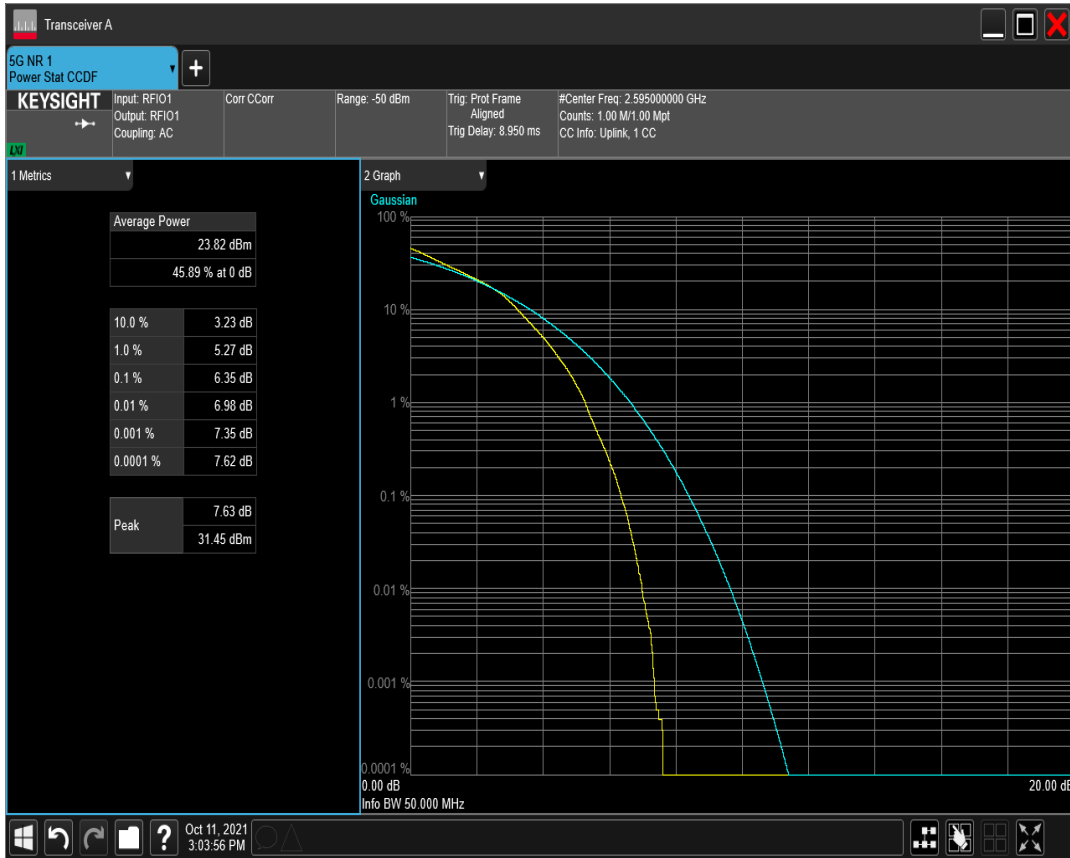 Transceiver A
5G NR 1
Power Stat CCDF
KEYSIGHT
LXI
Input: RFIO1
Output: RFIO1
Coupling: AC
Corr CCorr
Range: -50 dBm
Trig: Prot Frame
Aligned
Trig Delay: 8.950 ms
#Center Freq: 2.595000000 GHz
Counts: 1.00 M/1.00 Mpt
CC Info: Uplink, 1 CC
1 Metrics
Average Power
23.82 dBm
45.89 % at 0 dB
10.0 % 3.23 dB
1.0 % 5.27 dB
0.1 % 6.35 dB
0.01 % 6.98 dB
0.001 % 7.35 dB
0.0001 % 7.62 dB
Peak
7.63 dB
31.45 dBm
2 Graph
Gaussian
100 %
10 %
1 %
0.1 %
0.01 %
0.001 %
0.0001 %
0.00 dB 20.00 dB
Info BW 50.000 MHz
? Oct 11, 2021
3:03:56 PM